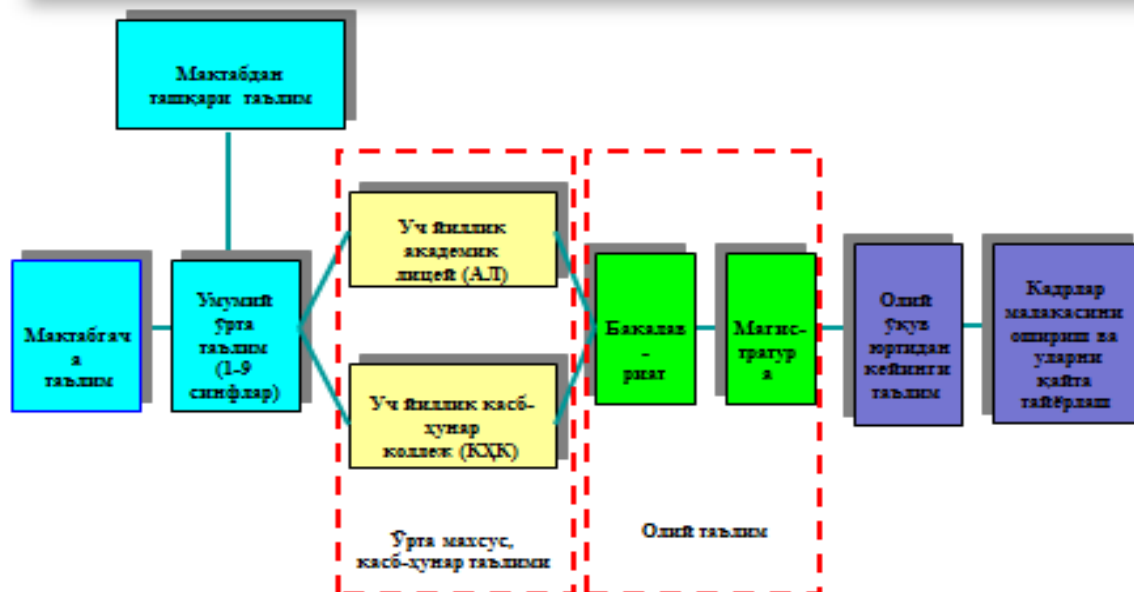 Мактабдан
ташқари таълим
Уч йиллик
академик
лицей (АЛ)
Мактабгач
а
таълим
Умумий
ўрта
таълим
(1-9
синфлар)
Уч йиллик касб-
ҳунар
коллеж (КҲК)
Бакалав
-
риат
Магис-
тратур
а
Олий
ўқув
юртидан
кейинги
таълим
Кадрлар
малакасини
ошириш ва
уларни
қайта
тайёрлаш
Ўрта махсус,
касб-ҳунар таълими
Олий таълим